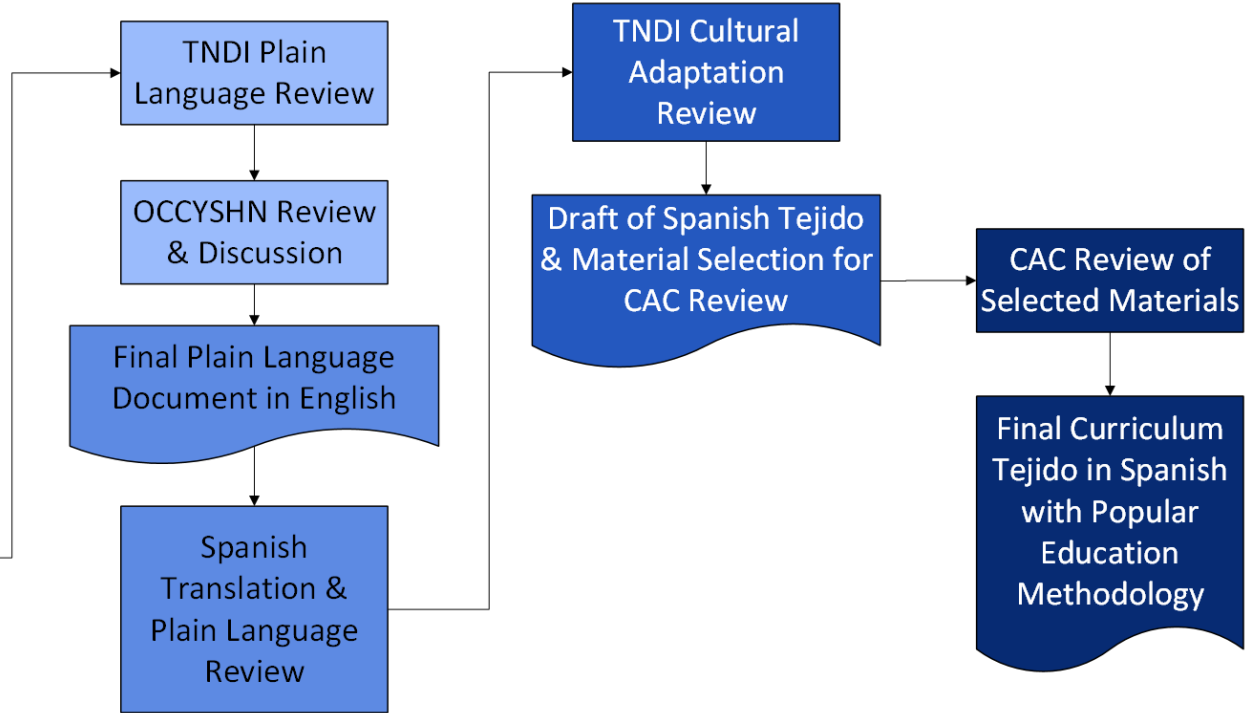 TNDI Plain
Language Review
OCCYSHN Review
& Discussion
Final Plain Language
Document in English
Spanish
Translation &
Plain Language
Review
TNDI Cultural
Adaptation
Review
Draft of Spanish Tejido
& Material Selection for
CAC Review
CAC Review of
Selected Materials
Final Curriculum
Tejido in Spanish
with Popular
Education
Methodology